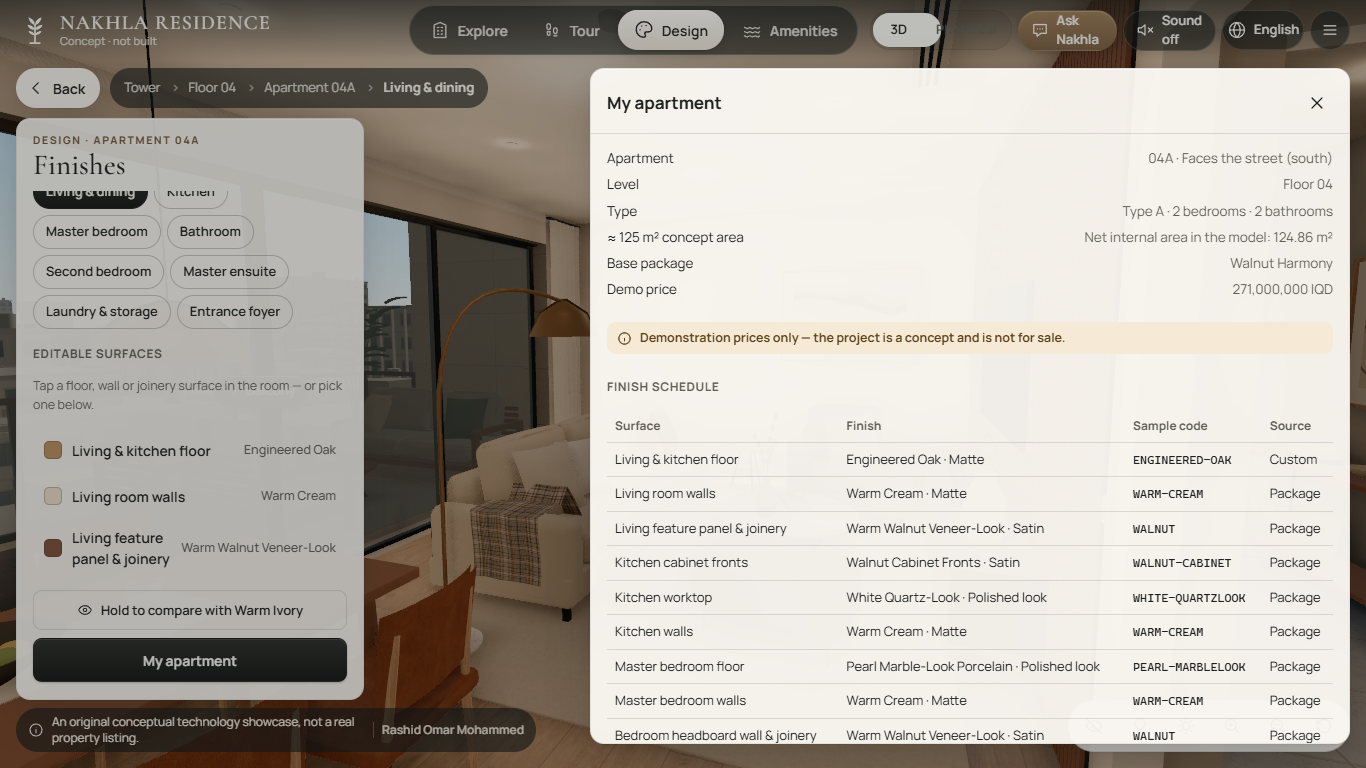 NAKHLA RESIDENCE
Concept · not built
Explore
Tour
Design
Amenities
3D
Ask Nakhla
Sound off
English
Back
Tower › Floor 04 › Apartment 04A › Living & dining
DESIGN · APARTMENT 04A
Finishes
Living & dining
Kitchen
Master bedroom
Bathroom
Second bedroom
Master ensuite
Laundry & storage
Entrance foyer
EDITABLE SURFACES
Tap a floor, wall or joinery surface in the room — or pick
one below.
Living & kitchen floor Engineered Oak
Living room walls Warm Cream
Living feature
panel & joinery Warm Walnut Veneer-Look
Hold to compare with Warm Ivory
My apartment
An original conceptual technology showcase, not a real
property listing.
Rashid Omar Mohammed
My apartment
Apartment 04A · Faces the street (south)
Level Floor 04
Type Type A · 2 bedrooms · 2 bathrooms
≈ 125 m² concept area Net internal area in the model: 124.86 m²
Base package Walnut Harmony
Demo price 271,000,000 IQD
Demonstration prices only — the project is a concept and is not for sale.
FINISH SCHEDULE
Surface Finish Sample code Source
Living & kitchen floor Engineered Oak · Matte ENGINEERED-OAK Custom
Living room walls Warm Cream · Matte WARM-CREAM Package
Living feature panel & joinery Warm Walnut Veneer-Look · Satin WALNUT Package
Kitchen cabinet fronts Walnut Cabinet Fronts · Satin WALNUT-CABINET Package
Kitchen worktop White Quartz-Look · Polished look WHITE-QUARTZLOOK Package
Kitchen walls Warm Cream · Matte WARM-CREAM Package
Master bedroom floor Pearl Marble-Look Porcelain · Polished look PEARL-MARBLELOOK Package
Master bedroom walls Warm Cream · Matte WARM-CREAM Package
Bedroom headboard wall & joinery Warm Walnut Veneer-Look · Satin WALNUT Package